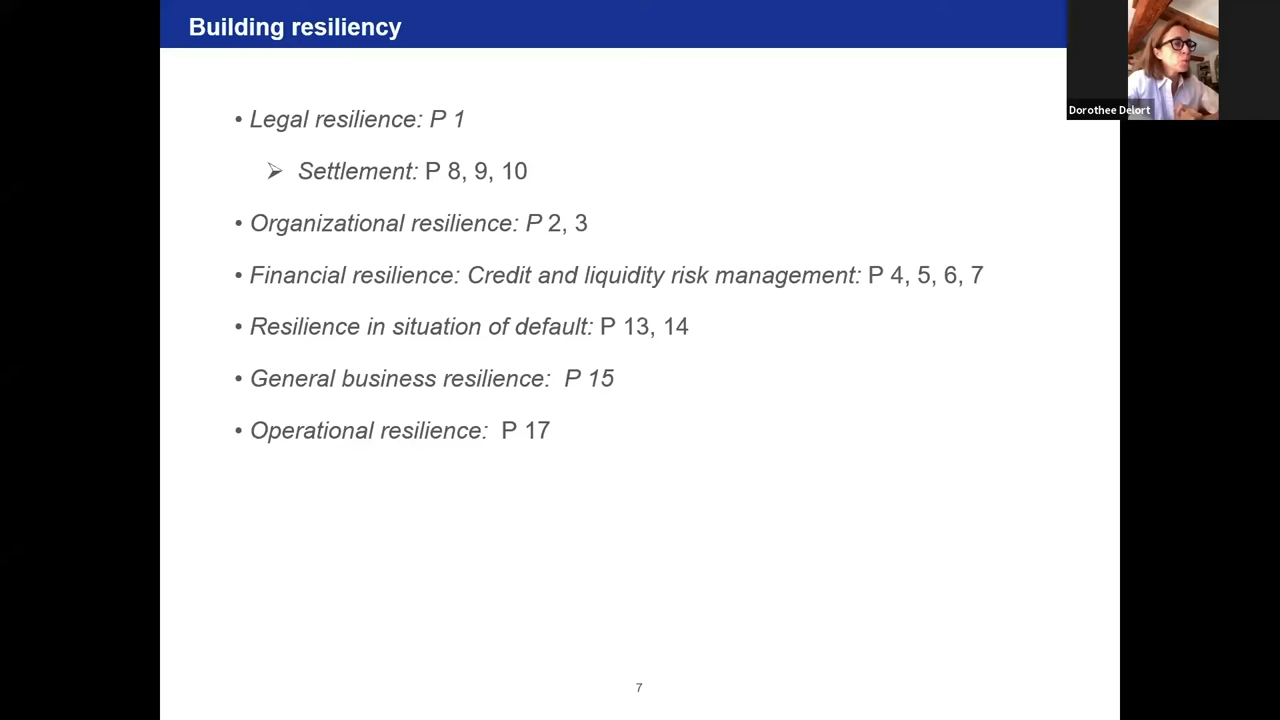 Building resiliency
Dorothee Delort
• Legal resilience: P 1
➢ Settlement: P 8, 9, 10
• Organizational resilience: P 2, 3
• Financial resilience: Credit and liquidity risk management: P 4, 5, 6, 7
• Resilience in situation of default: P 13, 14
• General business resilience: P 15
• Operational resilience: P 17
7